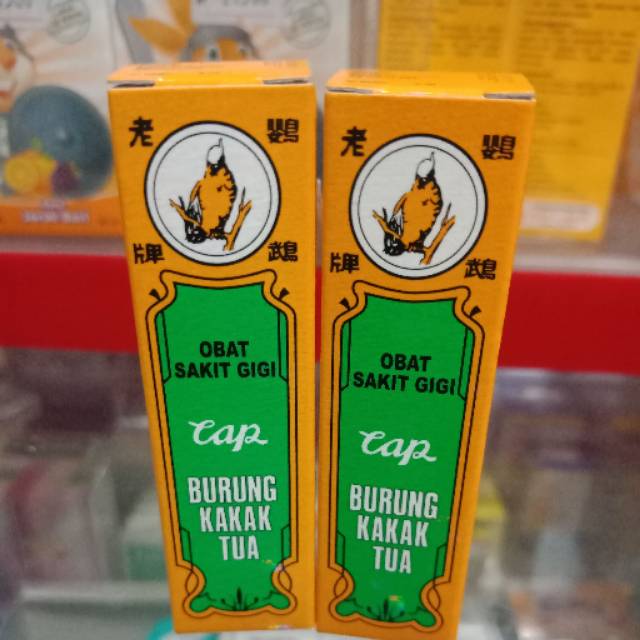 老 鸚
牌 鵡
OBAT
SAKIT GIGI
Cap
BURUNG
KAKAK
TUA
老 鸚
牌 鵡
OBAT
SAKIT GIGI
Cap
BURUNG
KAKAK
TUA